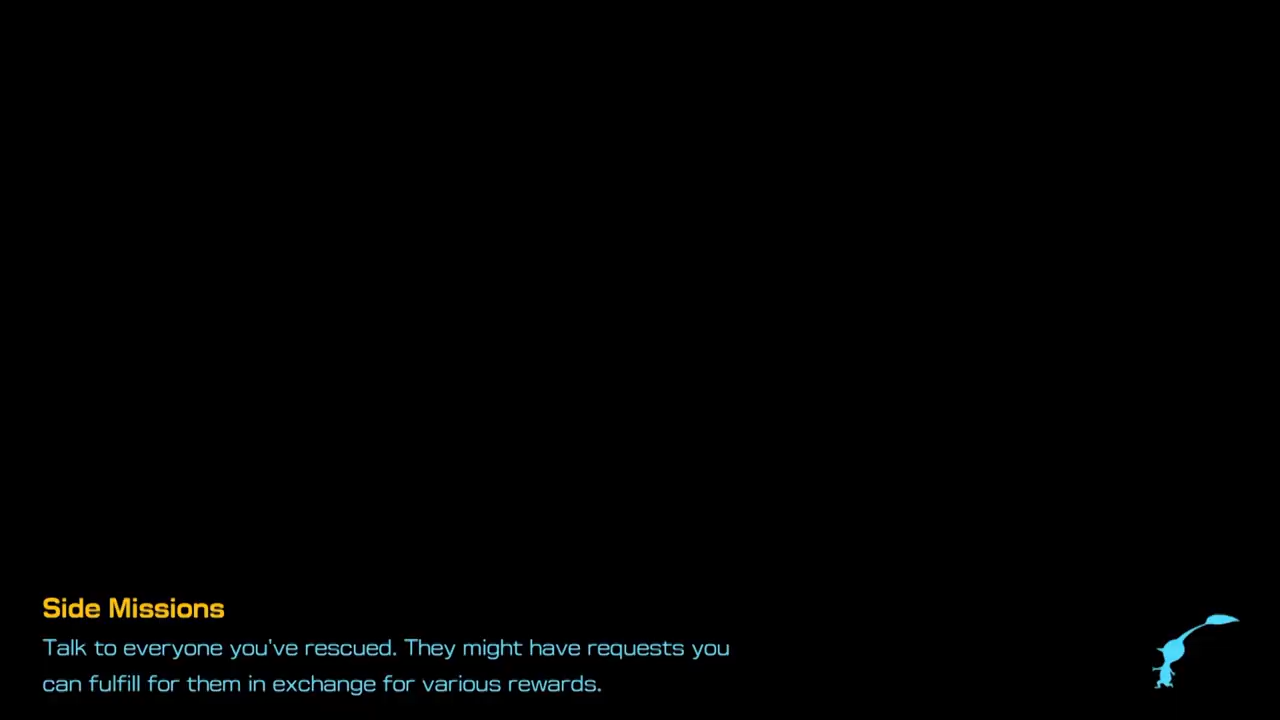 Side Missions
Talk to everyone you've rescued. They might have requests you
can fulfill for them in exchange for various rewards.